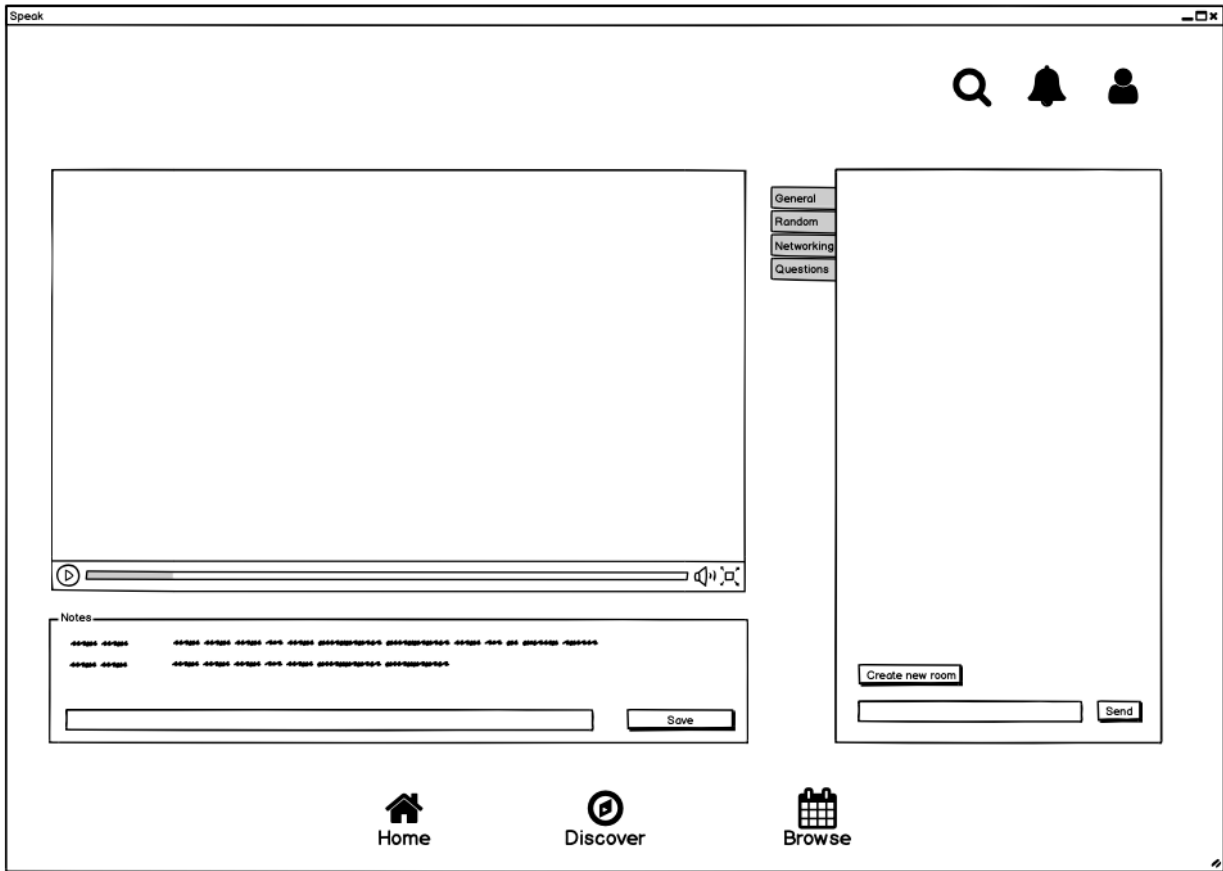 Speak
General
Random
Networking
Questions
Notes
Save
Create new room
Send
Home
Discover
Browse